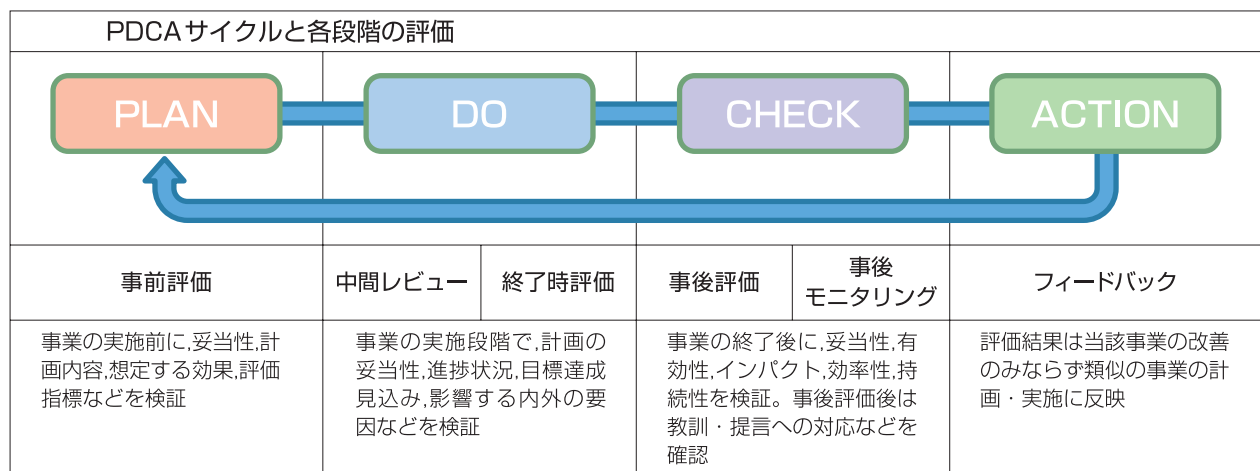 PDCAサイクルと各段階の評価
PLAN
DO
CHECK
ACTION
事前評価
中間レビュー
終了時評価
事後評価
事後
モニタリング
フィードバック
事業の実施前に,妥当性,計
画内容,想定する効果,評価
指標などを検証
事業の実施段階で,計画の
妥当性,進捗状況,目標達成
見込み,影響する内外の要
因などを検証
事業の終了後に,妥当性,有
効性,インパクト,効率性,持
続性を検証。事後評価後は
教訓・提言への対応などを
確認
評価結果は当該事業の改善
のみならず類似の事業の計
画・実施に反映